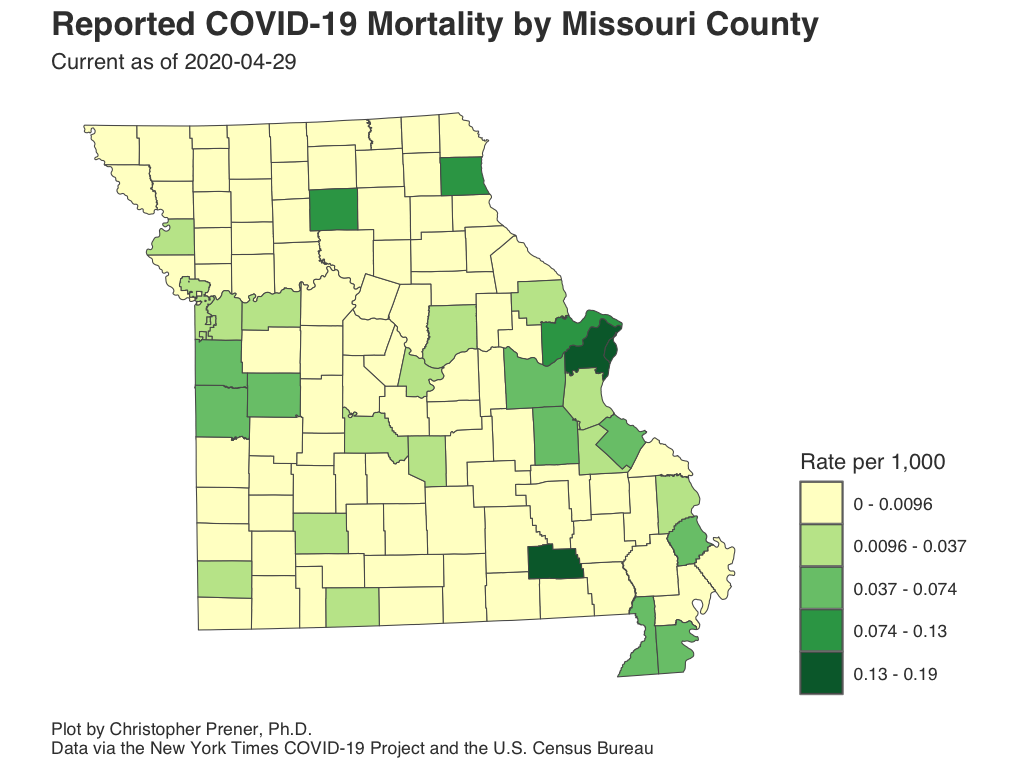 Reported COVID-19 Mortality by Missouri County
Current as of 2020-04-29
Rate per 1,000
0 - 0.0096
0.0096 - 0.037
0.037 - 0.074
0.074 - 0.13
0.13 - 0.19
Plot by Christopher Prener, Ph.D.
Data via the New York Times COVID-19 Project and the U.S. Census Bureau